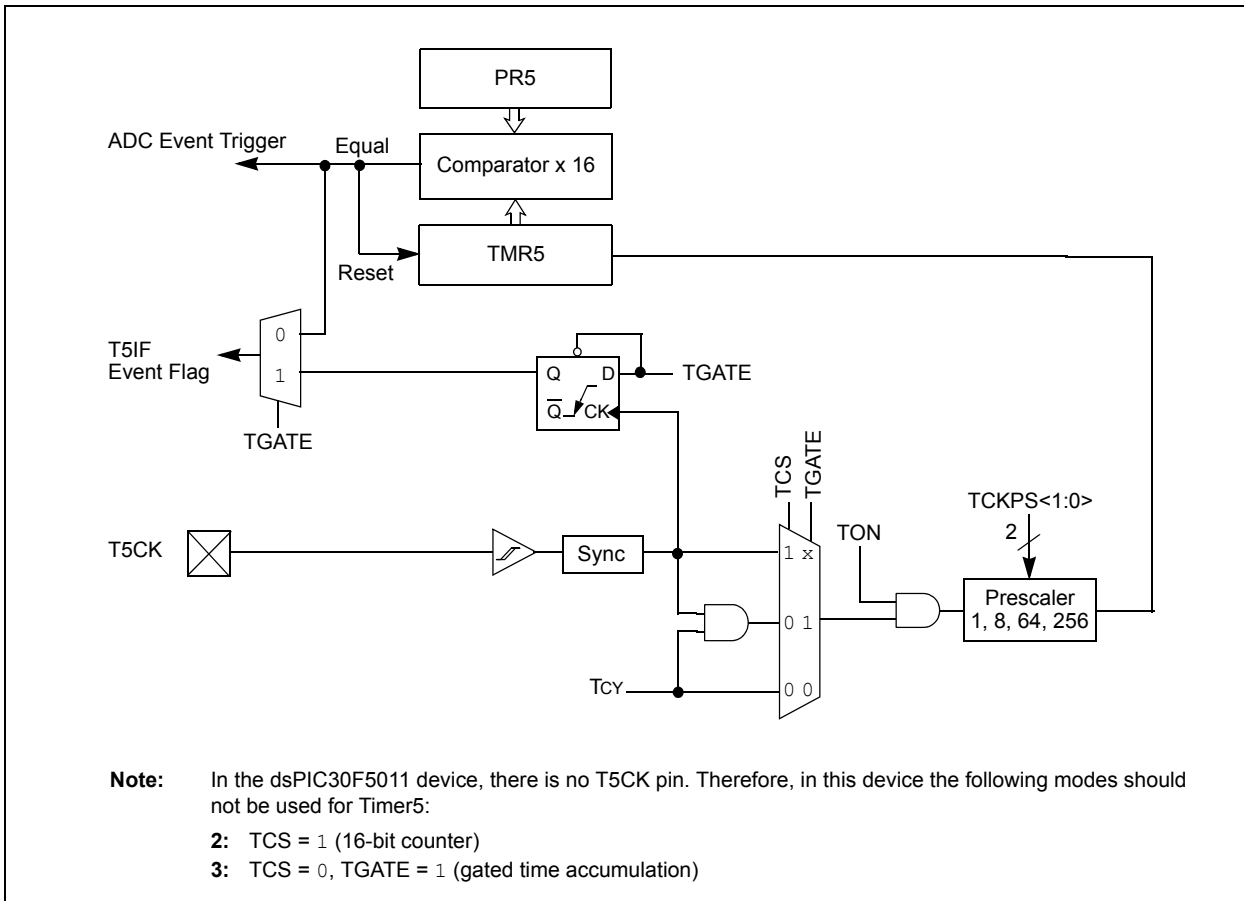 PR5
ADC Event Trigger
Equal
Comparator x 16
TMR5
Reset
0
1
T5IF
Event Flag
TGATE
Q
D
Q
CK
TGATE
TCS
TGATE
TCKPS<1:0>
2
TON
T5CK
Sync
1 x
Prescaler
1, 8, 64, 256
0 1
TCY
0 0
Note: In the dsPIC30F5011 device, there is no T5CK pin. Therefore, in this device the following modes should
not be used for Timer5:
2: TCS = 1 (16-bit counter)
3: TCS = 0, TGATE = 1 (gated time accumulation)